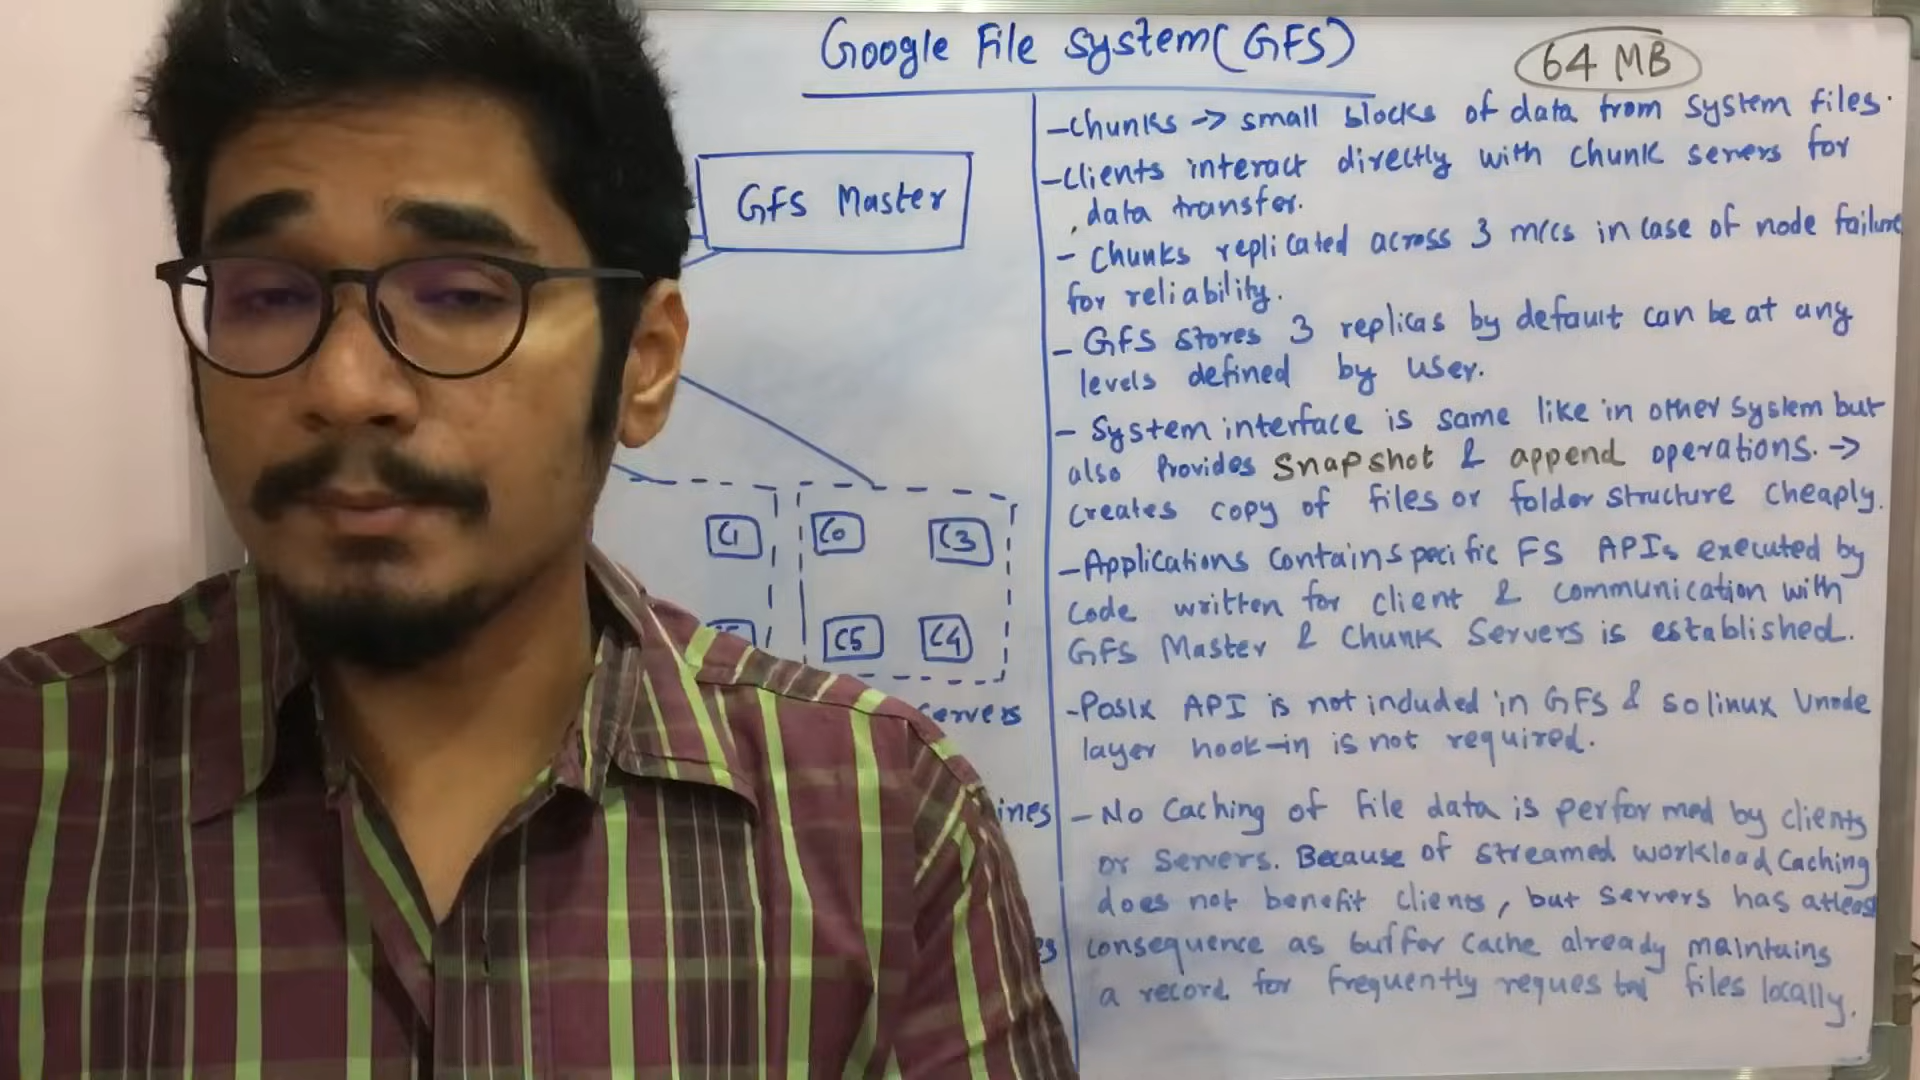 Google File System(GFS)
64 MB
GFS Master
C1
C0
C3
C5
C4
servers
ines
es
-Chunks -> small blocks of data from system files.
-Clients interact directly with chunk servers for
data transfer.
- Chunks replicated across 3 m/cs in case of node failure
for reliability.
- GFS stores 3 replicas by default can be at any
levels defined by user.
- System interface is same like in other system but
also Provides Snapshot & append operations. ->
creates copy of files or folder structure cheaply.
-Applications contain specific FS APIs executed by
code written for client & communication with
GFS Master & Chunk Servers is established.
-Posix API is not included in GFS & so linux Vnode
layer hook-in is not required.
- No Caching of file data is performed by clients
or servers. Because of streamed workload Caching
does not benefit clients, but servers has atleast
consequence as buffer cache already maintains
a record for frequently requested files locally.